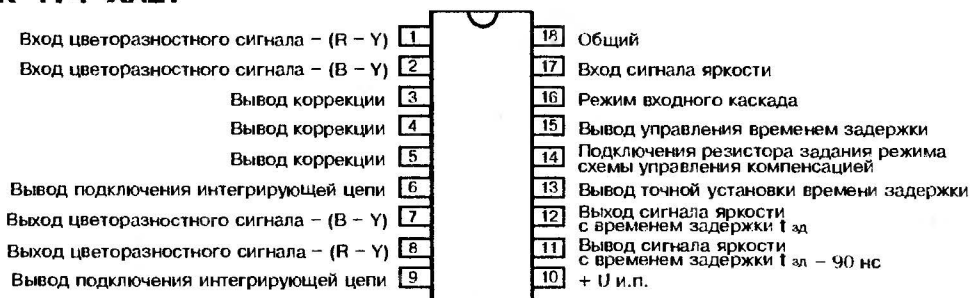 Вход цветоразностного сигнала – (R – Y) 1
Вход цветоразностного сигнала – (B – Y) 2
Вывод коррекции 3
Вывод коррекции 4
Вывод коррекции 5
Вывод подключения интегрирующей цепи 6
Выход цветоразностного сигнала – (B – Y) 7
Выход цветоразностного сигнала – (R – Y) 8
Вывод подключения интегрирующей цепи 9
18 Общий
17 Вход сигнала яркости
16 Режим входного каскада
15 Вывод управления временем задержки
14 Подключения резистора задания режима
схемы управления компенсацией
13 Вывод точной установки времени задержки
12 Выход сигнала яркости
с временем задержки t зд
11 Вывод сигнала яркости
с временем задержки t зд – 90 нс
10 + U и.п.